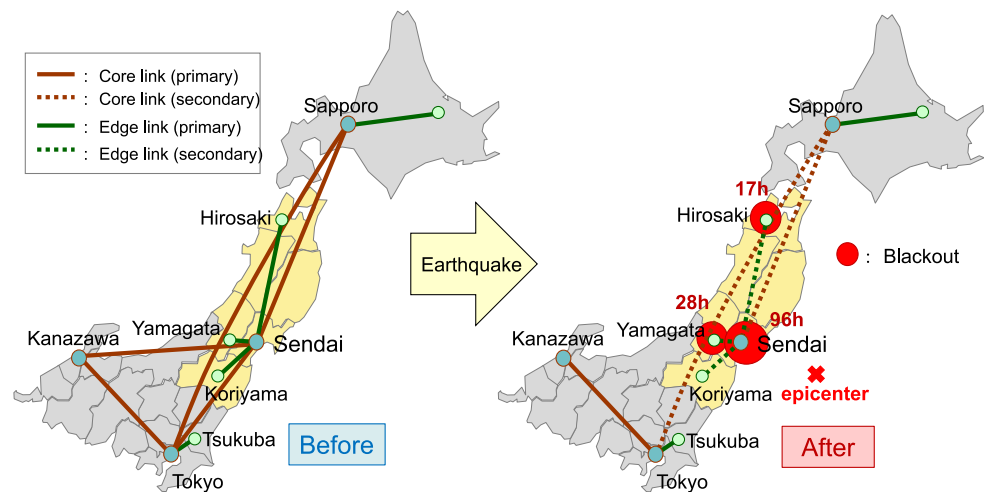 : Core link (primary)
: Core link (secondary)
: Edge link (primary)
: Edge link (secondary)
Sapporo
Hirosaki
Yamagata
Kanazawa
Sendai
Koriyama
Tsukuba
Tokyo
Before
Earthquake
Sapporo
17h
Hirosaki
: Blackout
28h
96h
Yamagata
Kanazawa
Sendai
Koriyama
epicenter
Tsukuba
Tokyo
After